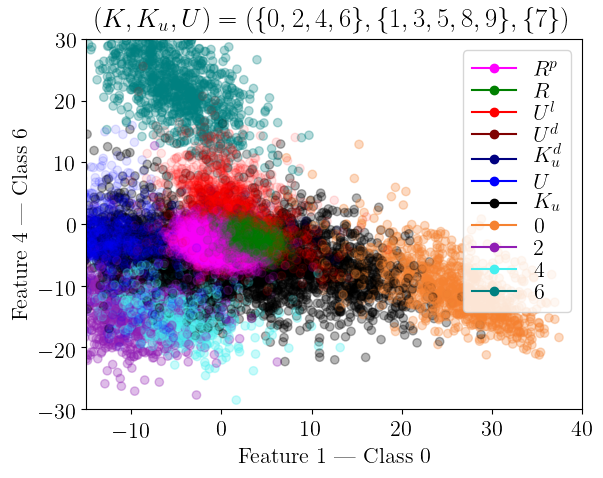 (K, K_u, U) = ({0, 2, 4, 6}, {1, 3, 5, 8, 9}, {7})
30
20
10
0
−10
−20
−30
Feature 4 — Class 6
R^p
R
U^l
U^d
K_u^d
U
K_u
0
2
4
6
−10
0
10
20
30
40
Feature 1 — Class 0